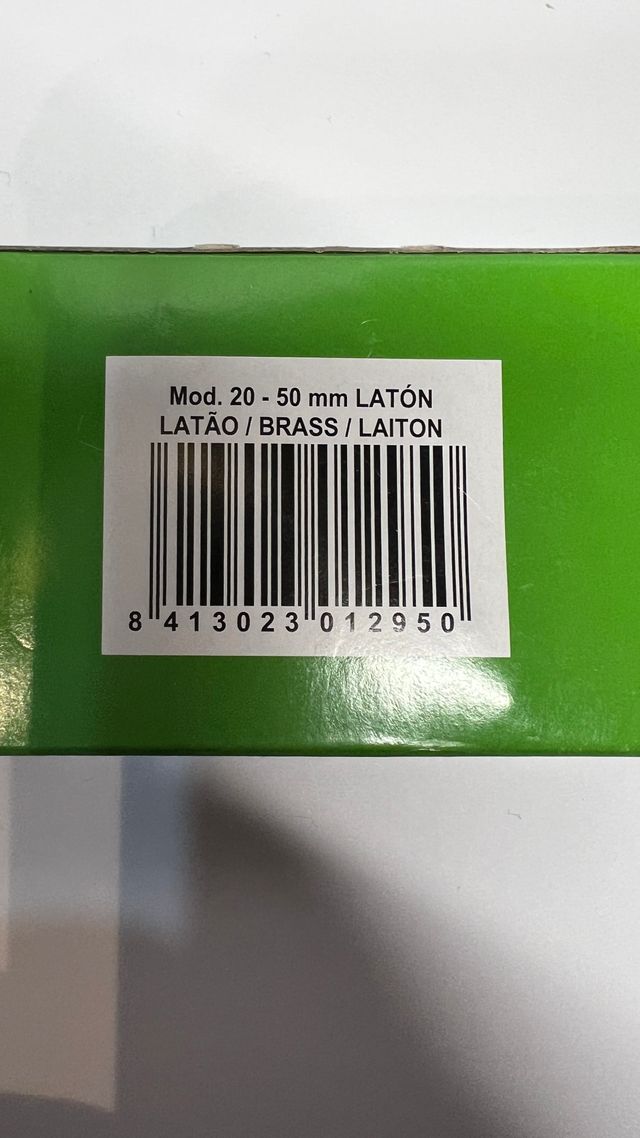 Mod. 20 - 50 mm LATÓN
LATÃO / BRASS / LAITON
8 413023 012950